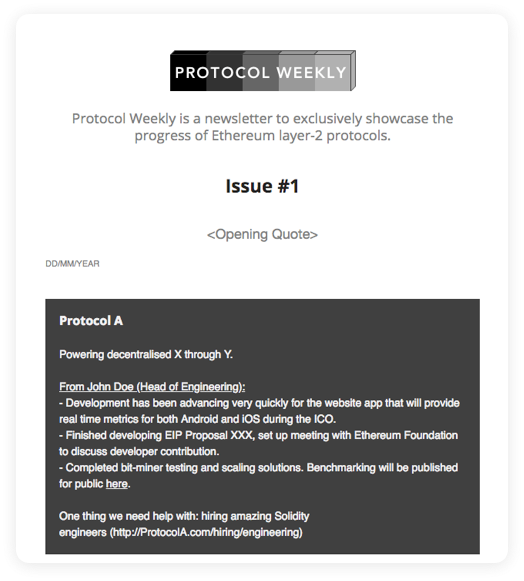 PROTOCOL WEEKLY
Protocol Weekly is a newsletter to exclusively showcase the
progress of Ethereum layer-2 protocols.
Issue #1
<Opening Quote>
DD/MM/YEAR
Protocol A
Powering decentralised X through Y.
From John Doe (Head of Engineering):
- Development has been advancing very quickly for the website app that will provide
real time metrics for both Android and iOS during the ICO.
- Finished developing EIP Proposal XXX, set up meeting with Ethereum Foundation
to discuss developer contribution.
- Completed bit-miner testing and scaling solutions. Benchmarking will be published
for public here.
One thing we need help with: hiring amazing Solidity
engineers (http://ProtocolA.com/hiring/engineering)